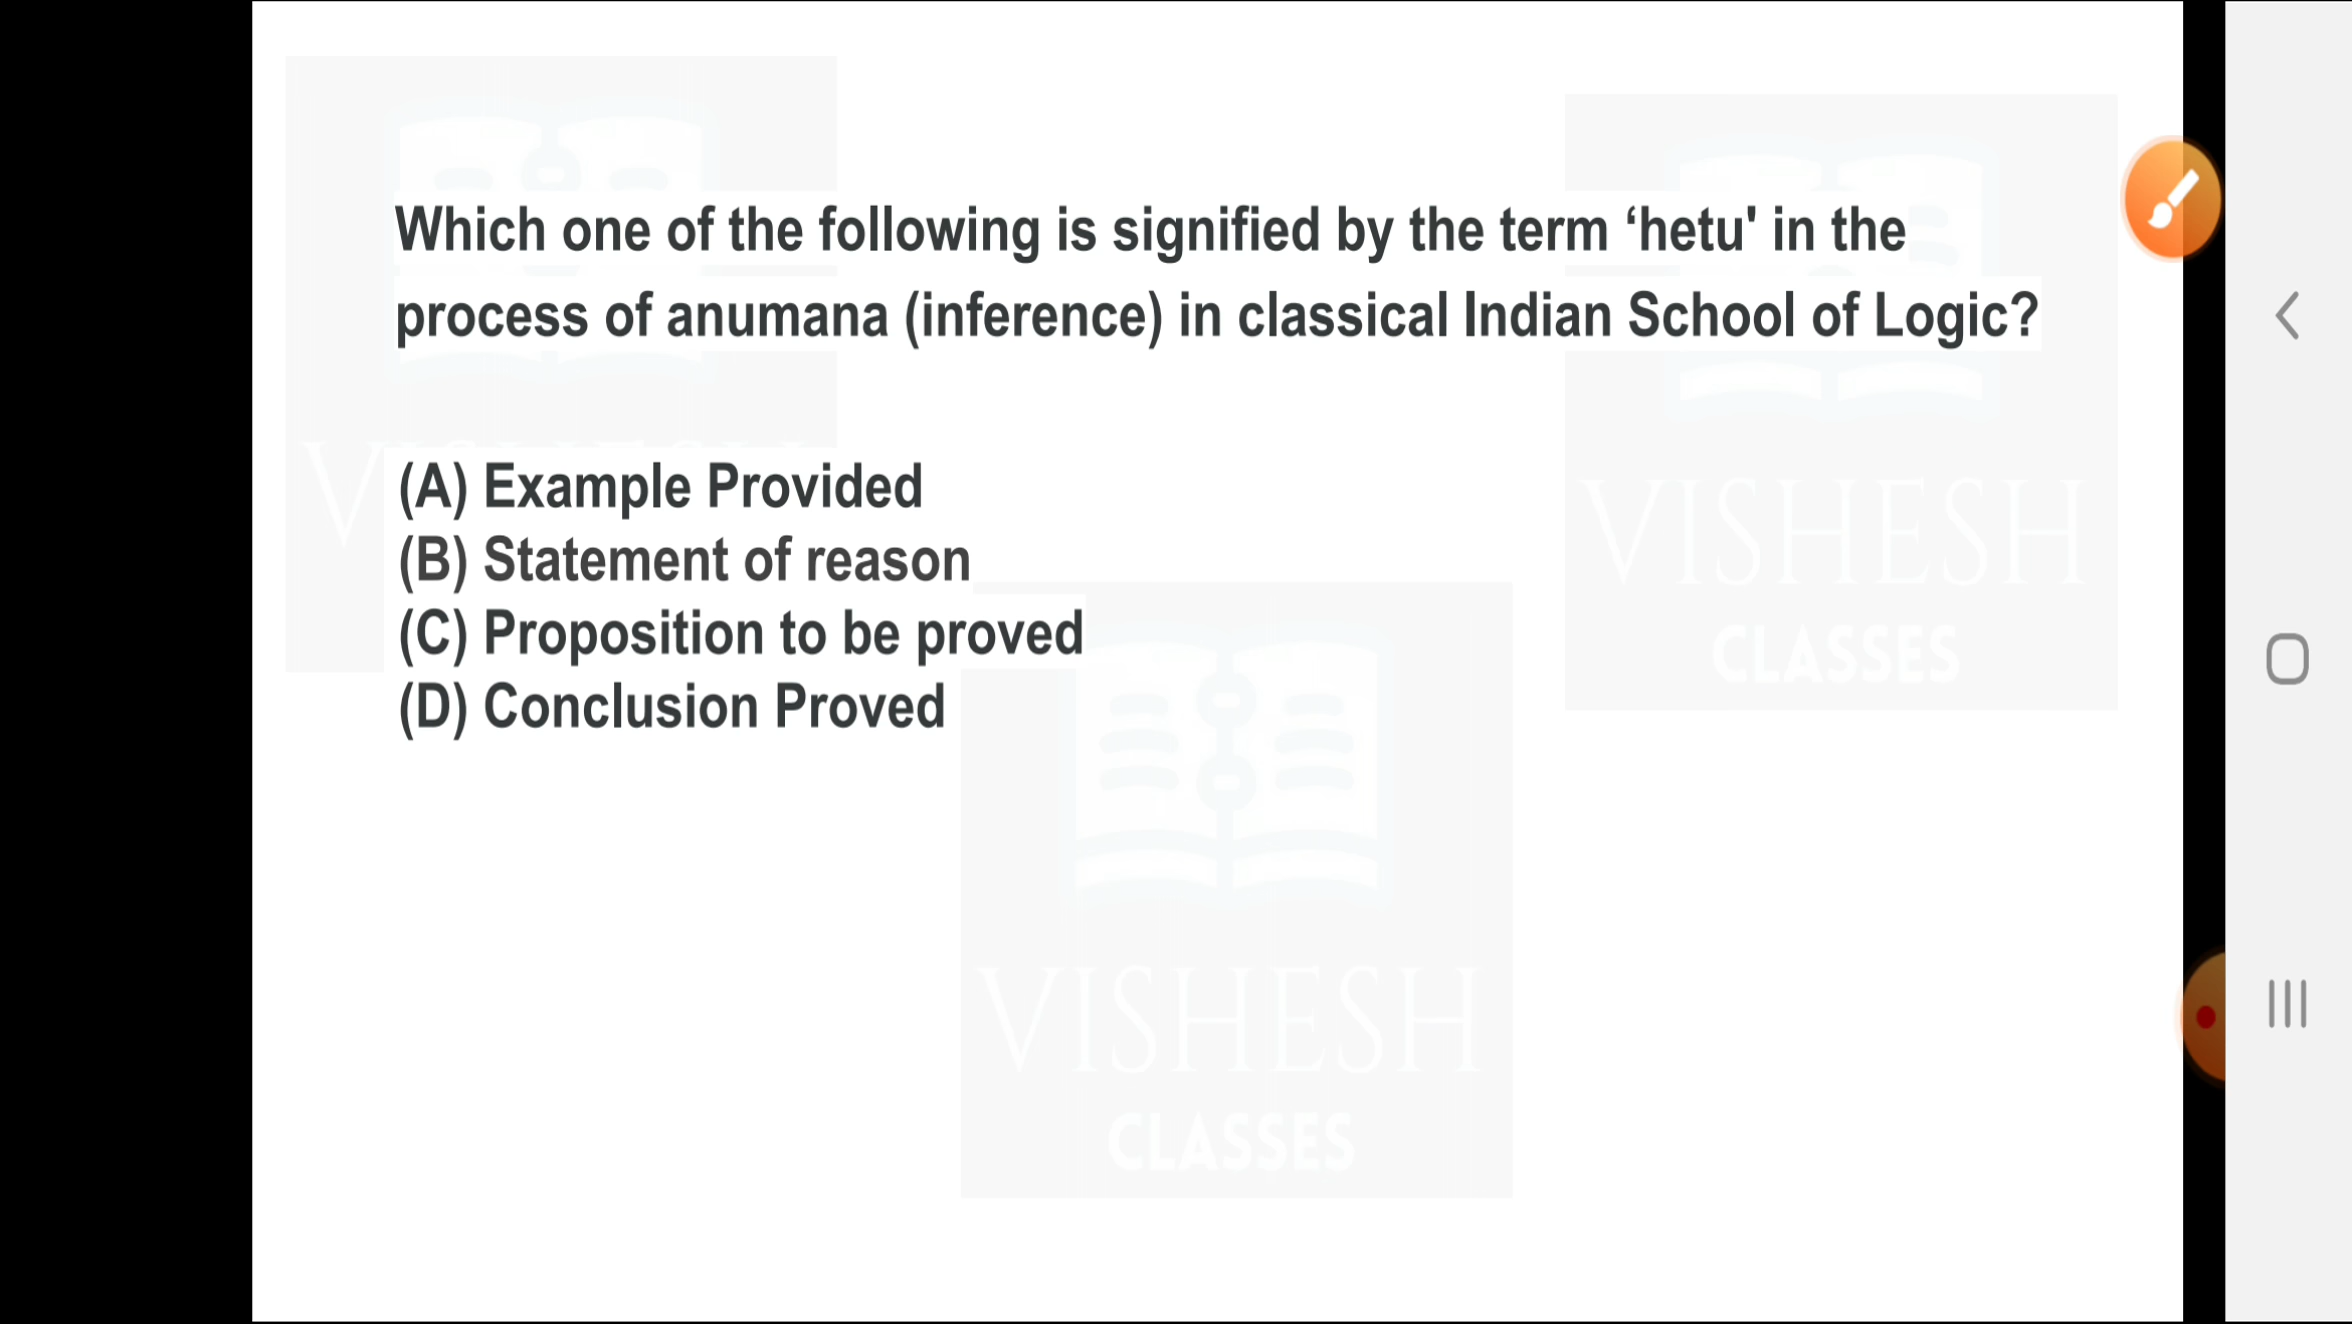 Which one of the following is signified by the term ‘hetu' in the
process of anumana (inference) in classical Indian School of Logic?
(A) Example Provided
(B) Statement of reason
(C) Proposition to be proved
(D) Conclusion Proved
VISHESH
CLASSES
VISHESH
CLASSES